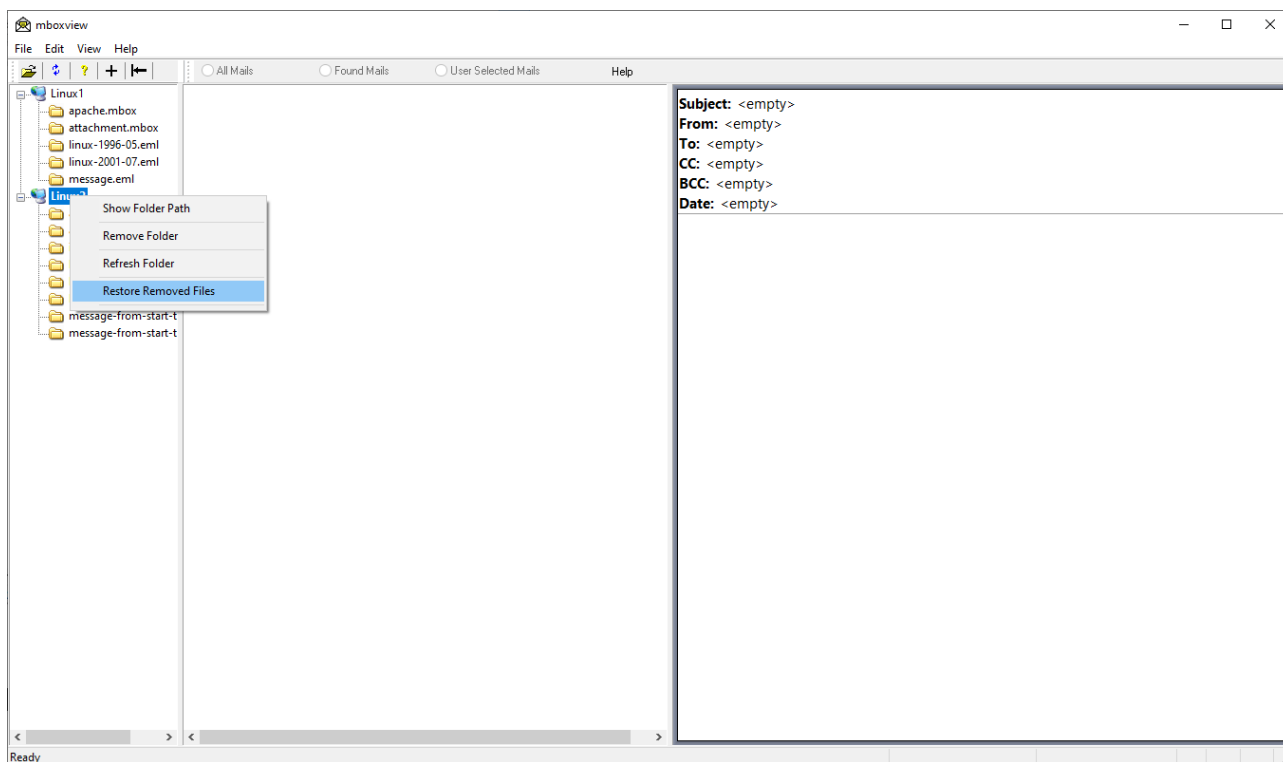 mboxview
File Edit View Help
? All Mails Found Mails User Selected Mails Help
Linux1
apache.mbox
attachment.mbox
linux-1996-05.eml
linux-2001-07.eml
message.eml
Show Folder Path
Remove Folder
Refresh Folder
Restore Removed Files
message-from-start-t
message-from-start-t
Subject: <empty>
From: <empty>
To: <empty>
CC: <empty>
BCC: <empty>
Date: <empty>
Ready